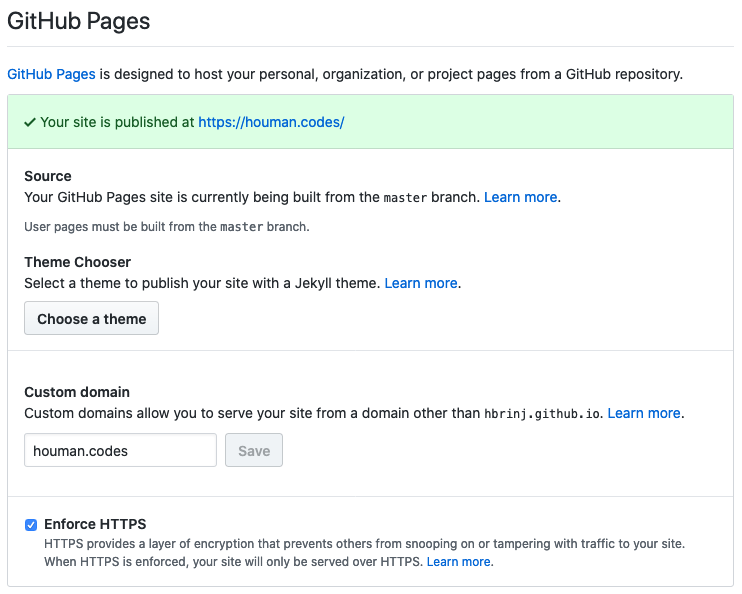 GitHub Pages
GitHub Pages is designed to host your personal, organization, or project pages from a GitHub repository.
✓ Your site is published at https://houman.codes/
Source
Your GitHub Pages site is currently being built from the master branch. Learn more.
User pages must be built from the master branch.
Theme Chooser
Select a theme to publish your site with a Jekyll theme. Learn more.
Choose a theme
Custom domain
Custom domains allow you to serve your site from a domain other than hbrinj.github.io. Learn more.
houman.codes Save
Enforce HTTPS
HTTPS provides a layer of encryption that prevents others from snooping on or tampering with traffic to your site.
When HTTPS is enforced, your site will only be served over HTTPS. Learn more.